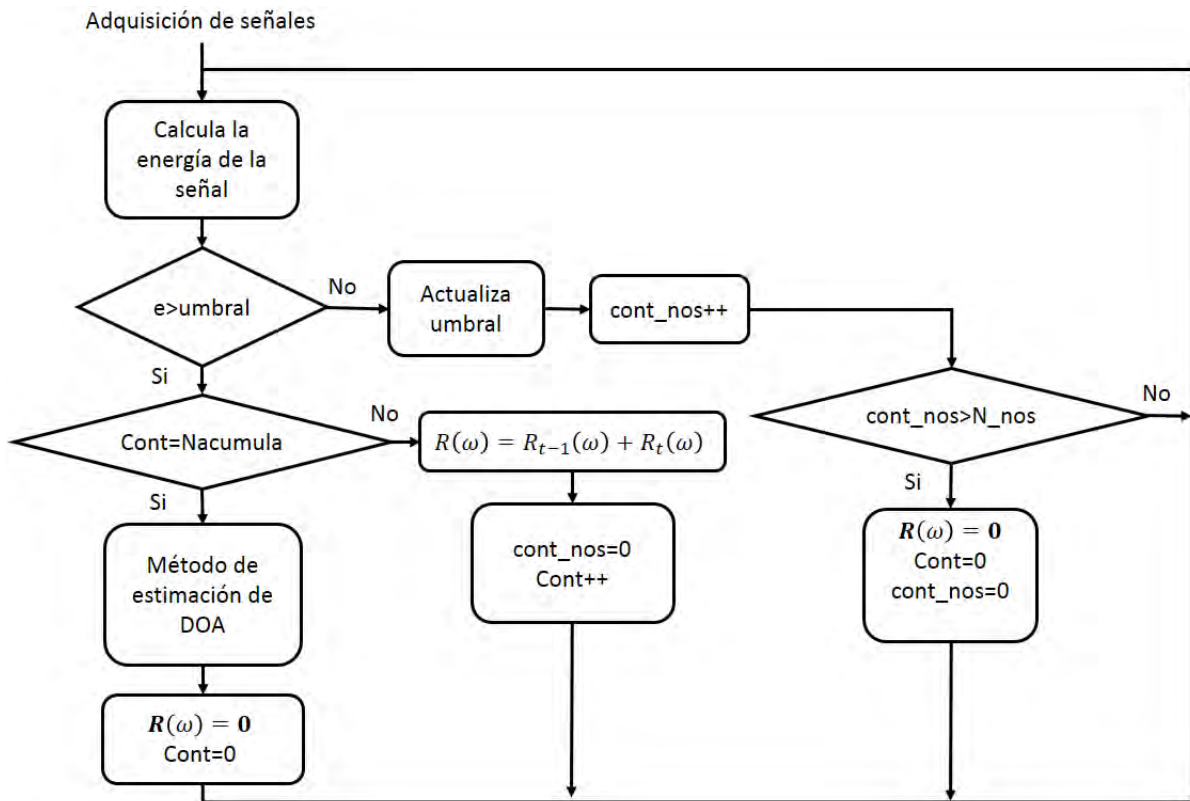 Adquisición de señales
Calcula la
energía de la
señal
e>umbral
No
Actualiza
umbral
cont_nos++
Si
Cont=Nacumula
No
R(ω) = Rₜ₋₁(ω) + Rₜ(ω)
cont_nos>N_nos
No
Si
Si
Método de
estimación de
DOA
cont_nos=0
Cont++
R(ω) = 0
Cont=0
cont_nos=0
R(ω) = 0
Cont=0